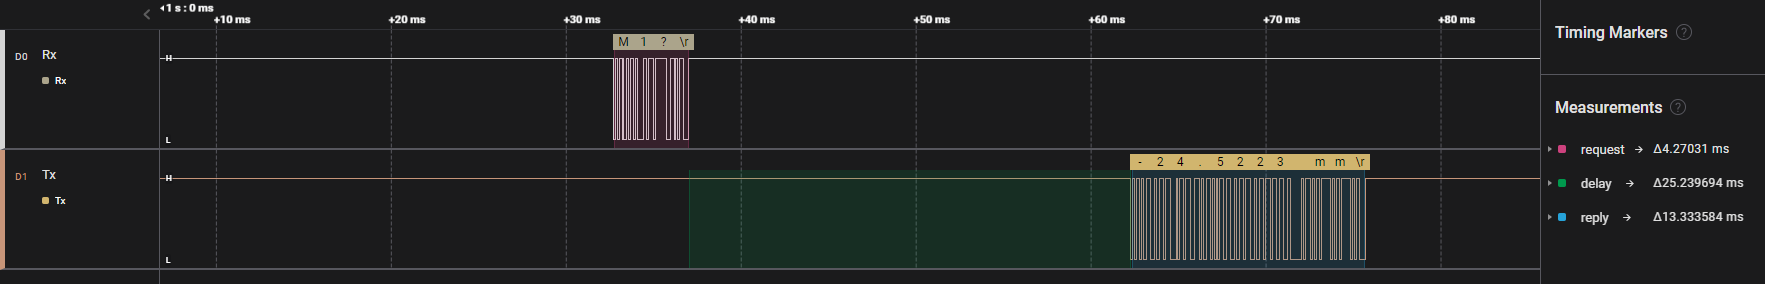 1 s : 0 ms
+10 ms +20 ms +30 ms +40 ms +50 ms +60 ms +70 ms +80 ms
D0 Rx
Rx
H
L
M 1 ? \r
D1 Tx
Tx
H
L
- 2 4 . 5 2 2 3 m m \r
Timing Markers ?
Measurements ?
request → Δ4.27031 ms
delay → Δ25.239694 ms
reply → Δ13.333584 ms